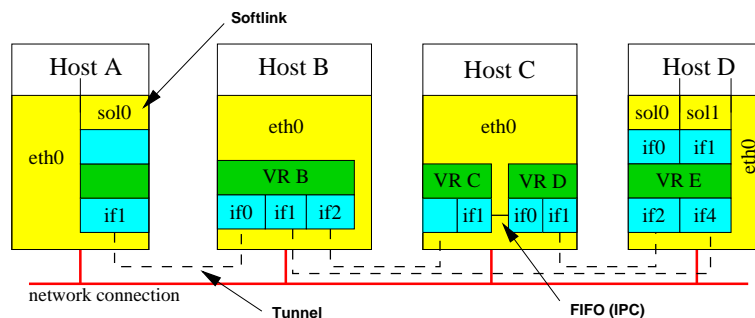 Softlink
Host A
Host B
Host C
Host D
sol0
sol0
sol1
eth0
eth0
eth0
eth0
if0
if1
VR B
VR C
VR D
VR E
if1
if0
if1
if2
if1
if0
if1
if2
if4
network connection
Tunnel
FIFO (IPC)